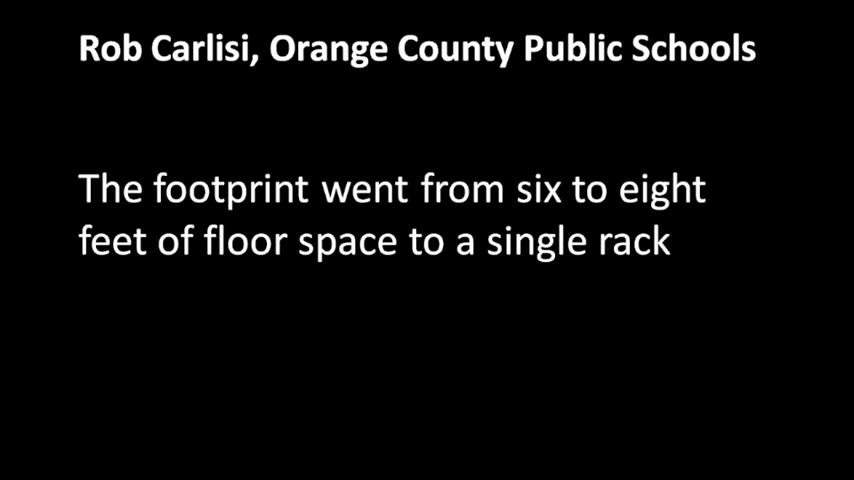 Rob Carlisi, Orange County Public Schools
The footprint went from six to eight
feet of floor space to a single rack